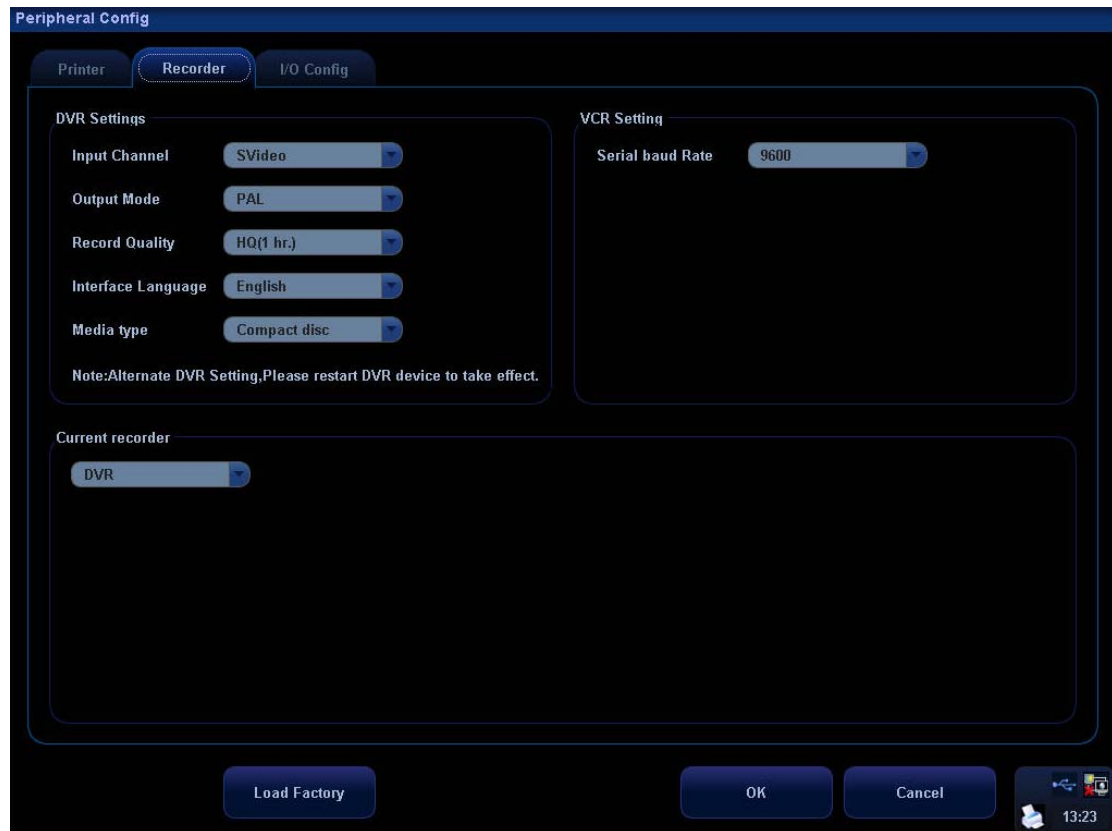 Peripheral Config
Printer
Recorder
I/O Config
DVR Settings
Input Channel SVideo
Output Mode PAL
Record Quality HQ(1 hr.)
Interface Language English
Media type Compact disc
Note:Alternate DVR Setting,Please restart DVR device to take effect.
VCR Setting
Serial baud Rate 9600
Current recorder
DVR
Load Factory
OK
Cancel
13:23